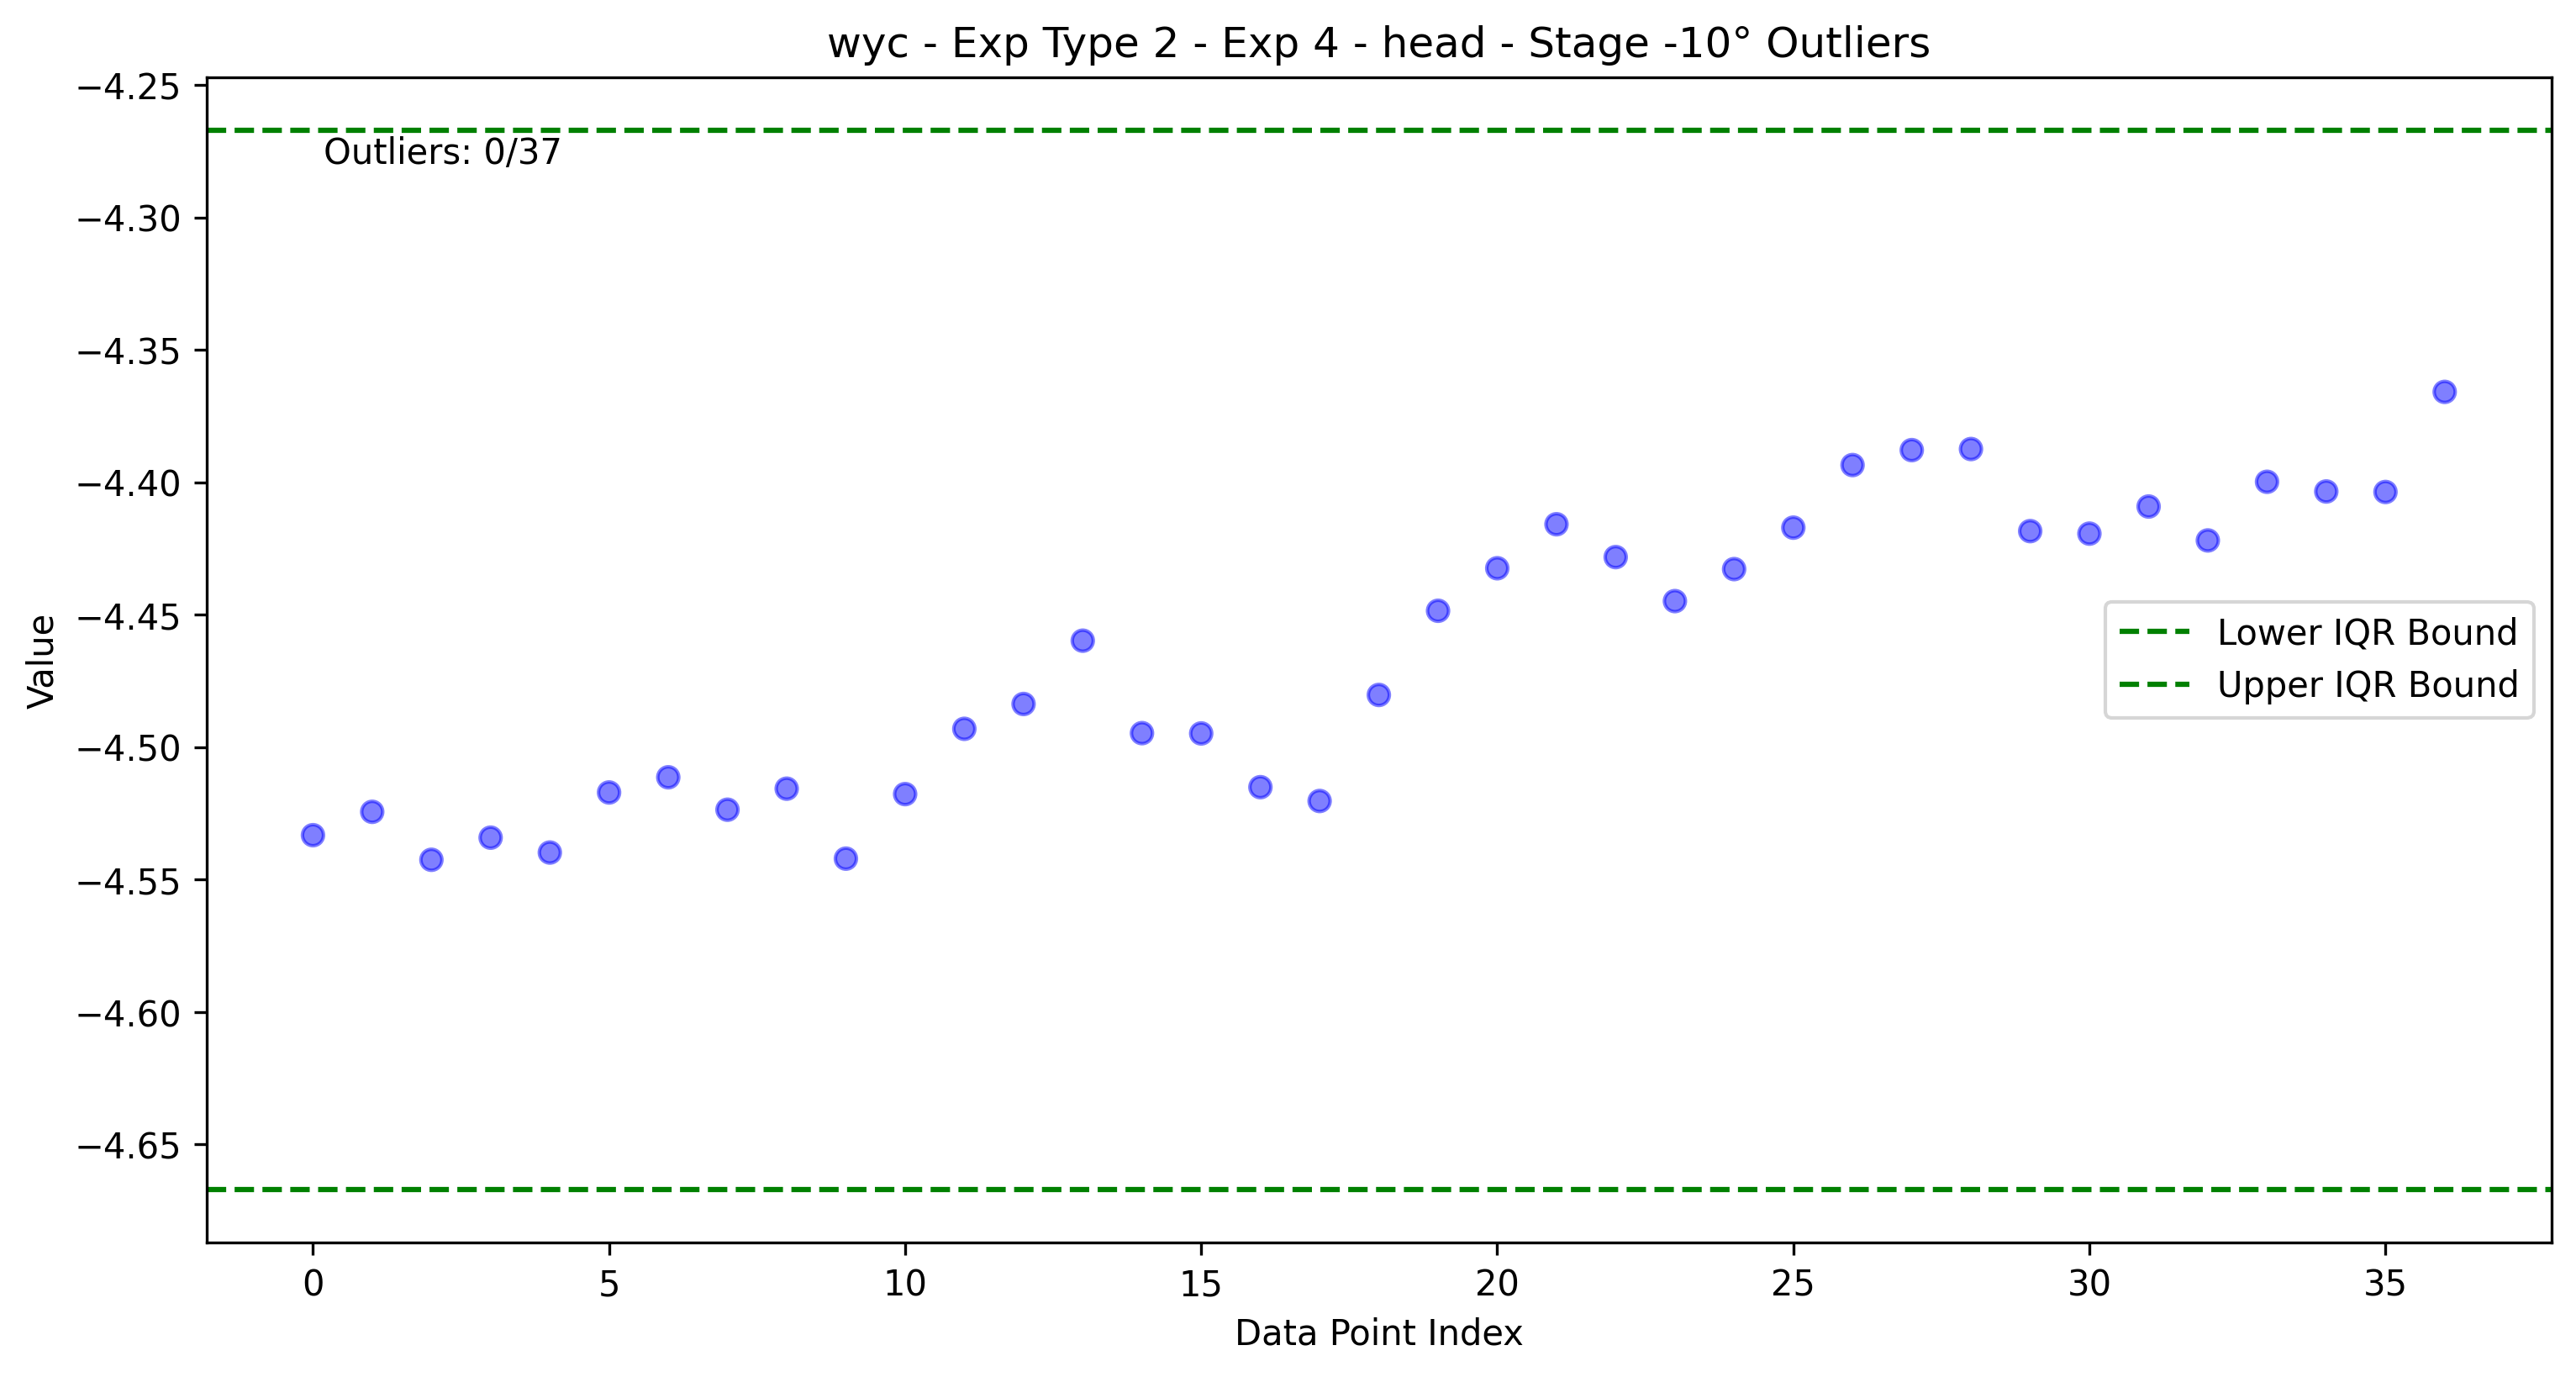 wyc - Exp Type 2 - Exp 4 - head - Stage -10° Outliers
−4.25
Outliers: 0/37
−4.30
−4.35
−4.40
−4.45
−4.50
−4.55
−4.60
−4.65
Value
Lower IQR Bound
Upper IQR Bound
0 5 10 15 20 25 30 35
Data Point Index